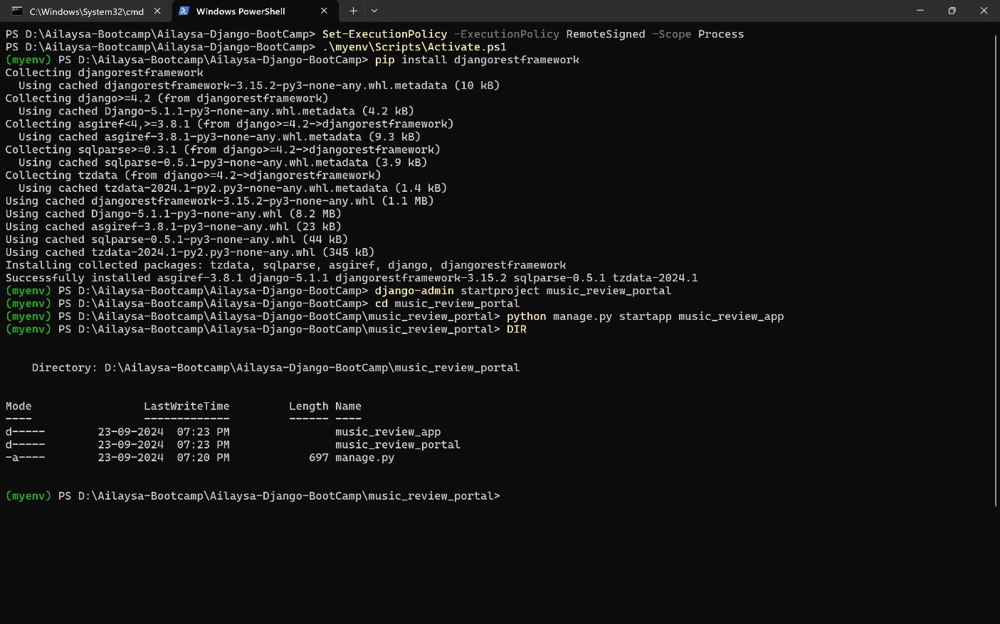 C:\Windows\System32\cmd
Windows PowerShell
PS D:\Ailaysa-Bootcamp\Ailaysa-Django-BootCamp> Set-ExecutionPolicy -ExecutionPolicy RemoteSigned -Scope Process
PS D:\Ailaysa-Bootcamp\Ailaysa-Django-BootCamp> .\myenv\Scripts\Activate.ps1
(myenv) PS D:\Ailaysa-Bootcamp\Ailaysa-Django-BootCamp> pip install djangorestframework
Collecting djangorestframework
  Using cached djangorestframework-3.15.2-py3-none-any.whl.metadata (10 kB)
Collecting django>=4.2 (from djangorestframework)
  Using cached Django-5.1.1-py3-none-any.whl.metadata (4.2 kB)
Collecting asgiref<4,>=3.8.1 (from django>=4.2->djangorestframework)
  Using cached asgiref-3.8.1-py3-none-any.whl.metadata (9.3 kB)
Collecting sqlparse>=0.3.1 (from django>=4.2->djangorestframework)
  Using cached sqlparse-0.5.1-py3-none-any.whl.metadata (3.9 kB)
Collecting tzdata (from django>=4.2->djangorestframework)
  Using cached tzdata-2024.1-py2.py3-none-any.whl.metadata (1.4 kB)
Using cached djangorestframework-3.15.2-py3-none-any.whl (1.1 MB)
Using cached Django-5.1.1-py3-none-any.whl (8.2 MB)
Using cached asgiref-3.8.1-py3-none-any.whl (23 kB)
Using cached sqlparse-0.5.1-py3-none-any.whl (44 kB)
Using cached tzdata-2024.1-py2.py3-none-any.whl (345 kB)
Installing collected packages: tzdata, sqlparse, asgiref, django, djangorestframework
Successfully installed asgiref-3.8.1 django-5.1.1 djangorestframework-3.15.2 sqlparse-0.5.1 tzdata-2024.1
(myenv) PS D:\Ailaysa-Bootcamp\Ailaysa-Django-BootCamp> django-admin startproject music_review_portal
(myenv) PS D:\Ailaysa-Bootcamp\Ailaysa-Django-BootCamp> cd music_review_portal
(myenv) PS D:\Ailaysa-Bootcamp\Ailaysa-Django-BootCamp\music_review_portal> python manage.py startapp music_review_app
(myenv) PS D:\Ailaysa-Bootcamp\Ailaysa-Django-BootCamp\music_review_portal> DIR
    Directory: D:\Ailaysa-Bootcamp\Ailaysa-Django-BootCamp\music_review_portal
Mode                 LastWriteTime         Length Name
----                 -------------         ------ ----
d-----        23-09-2024  07:23 PM                music_review_app
d-----        23-09-2024  07:23 PM                music_review_portal
-a----        23-09-2024  07:20 PM            697 manage.py
(myenv) PS D:\Ailaysa-Bootcamp\Ailaysa-Django-BootCamp\music_review_portal>